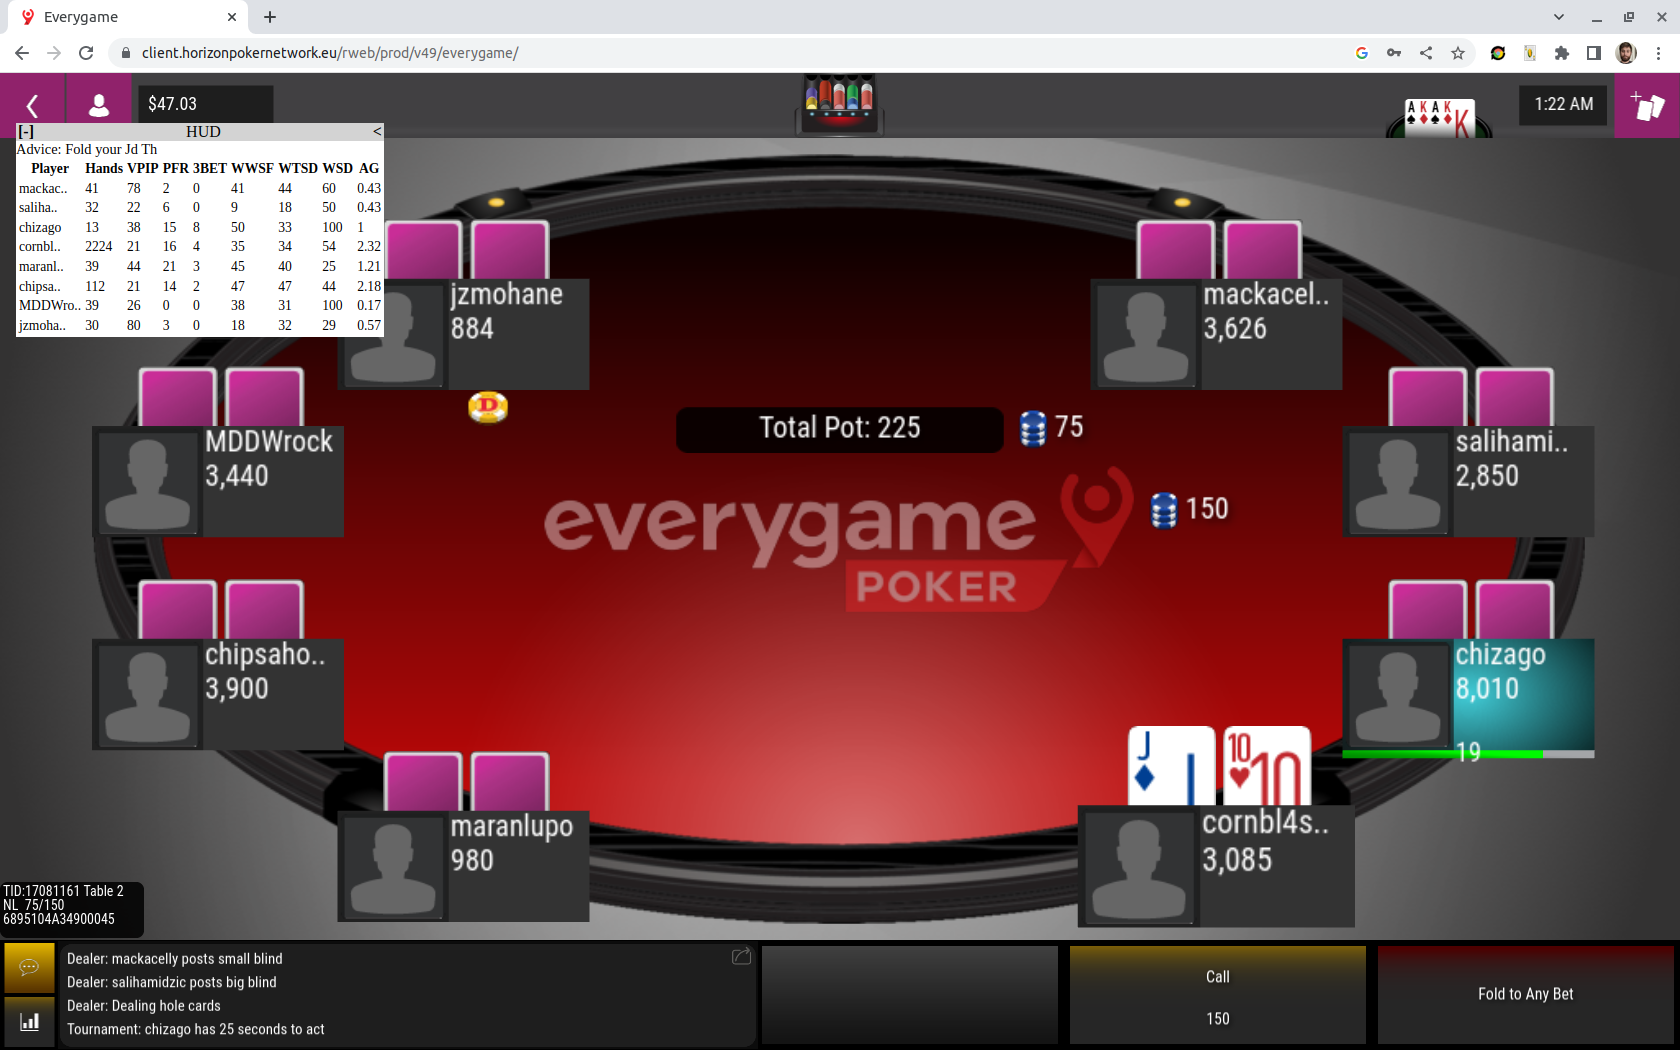 Everygame
client.horizonpokernetwork.eu/rweb/prod/v49/everygame/
$47.03
A K A K K
1:22 AM
[-] HUD <
Advice: Fold your Jd Th
Player Hands VPIP PFR 3BET WWSF WTSD WSD AG
mackac.. 41 78 2 0 41 44 60 0.43
saliha.. 32 22 6 0 9 18 50 0.43
chizago 13 38 15 8 50 33 100 1
cornbl.. 2224 21 16 4 35 34 54 2.32
maranl.. 39 44 21 3 45 40 25 1.21
chipsa.. 112 21 14 2 47 47 44 2.18
MDDWro.. 39 26 0 0 38 31 100 0.17
jzmoha.. 30 80 3 0 18 32 29 0.57
jzmohane
884
mackacel..
3,626
D
Total Pot: 225
75
MDDWrock
3,440
salihami..
2,850
150
everygame
POKER
chipsaho..
3,900
chizago
8,010
19
J
10 10
maranlupo
980
cornbl4s..
3,085
TID:17081161 Table 2
NL 75/150
6895104A34900045
Dealer: mackacelly posts small blind
Dealer: salihamidzic posts big blind
Dealer: Dealing hole cards
Tournament: chizago has 25 seconds to act
Call
150
Fold to Any Bet